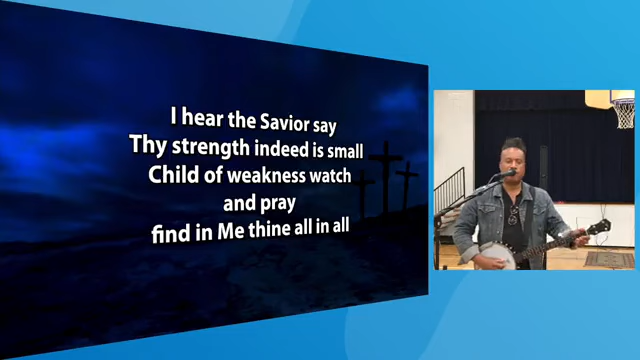 I hear the Savior say
Thy strength indeed is small
Child of weakness watch
and pray
find in Me thine all in all